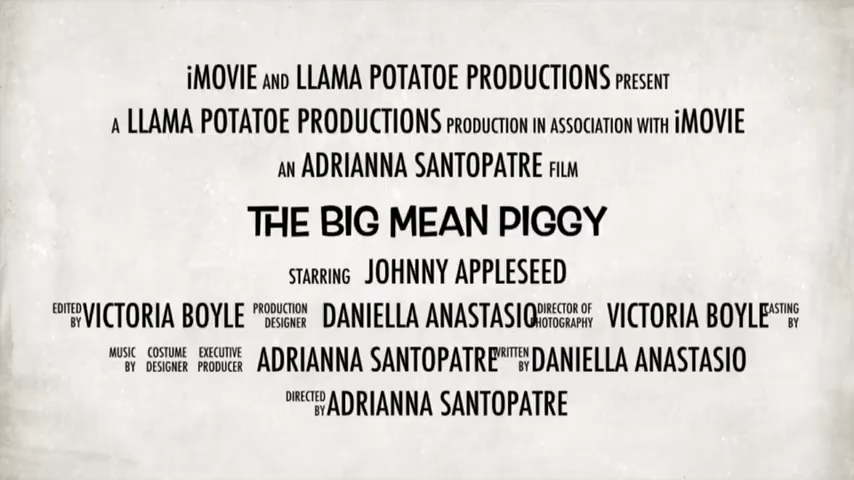 iMOVIE AND LLAMA POTATOE PRODUCTIONS PRESENT
A LLAMA POTATOE PRODUCTIONS PRODUCTION IN ASSOCIATION WITH iMOVIE
AN ADRIANNA SANTOPATRE FILM
THE BIG MEAN PIGGY
STARRING JOHNNY APPLESEED
EDITED BY VICTORIA BOYLE PRODUCTION DESIGNER DANIELLA ANASTASIO DIRECTOR OF PHOTOGRAPHY VICTORIA BOYLE CASTING BY
MUSIC BY COSTUME DESIGNER EXECUTIVE PRODUCER ADRIANNA SANTOPATRE WRITTEN BY DANIELLA ANASTASIO
DIRECTED BY ADRIANNA SANTOPATRE